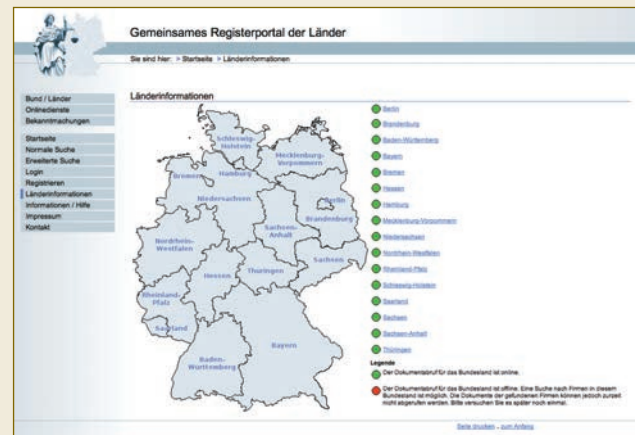 Gemeinsames Registerportal der Länder
Sie sind hier: > Startseite > Länderinformationen
Bund / Länder
Onlinedienste
Bekanntmachungen
Startseite
Normale Suche
Erweiterte Suche
Login
Registrieren
Länderinformationen
Informationen / Hilfe
Impressum
Kontakt
Länderinformationen
Schleswig-
Holstein
Mecklenburg-
Vorpommern
Hamburg
Bremen
Niedersachsen
Berlin
Brandenburg
Sachsen-
Anhalt
Nordrhein-
Westfalen
Sachsen
Thüringen
Hessen
Rheinland-
Pfalz
Saarland
Bayern
Baden-
Württemberg
Berlin
Brandenburg
Baden-Württemberg
Bayern
Bremen
Hessen
Hamburg
Mecklenburg-Vorpommern
Niedersachsen
Nordrhein-Westfalen
Rheinland-Pfalz
Schleswig-Holstein
Saarland
Sachsen
Sachsen-Anhalt
Thüringen
Legende
Der Dokumentabruf für das Bundesland ist online.
Der Dokumentabruf für das Bundesland ist offline. Eine Suche nach Firmen in diesem
Bundesland ist möglich. Die Dokumente der gefundenen Firmen können jedoch zurzeit
nicht abgerufen werden. Bitte versuchen Sie es später noch einmal.
Seite drucken - zum Anfang